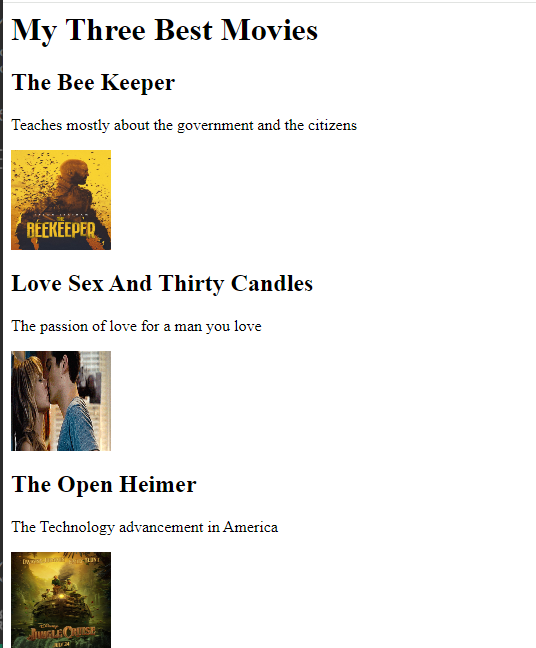 My Three Best Movies
The Bee Keeper
Teaches mostly about the government and the citizens
THE
BEEKEEPER
Love Sex And Thirty Candles
The passion of love for a man you love
The Open Heimer
The Technology advancement in America
Disney
JUNGLE CRUISE